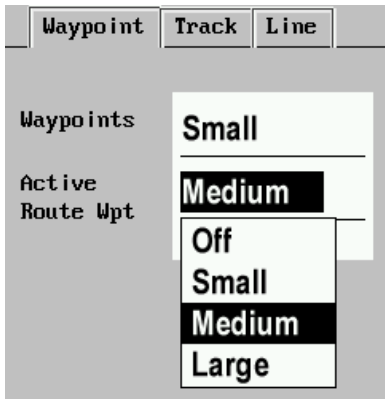 Waypoint Track Line
Waypoints Small
Active Medium
Route Wpt
Off
Small
Medium
Large